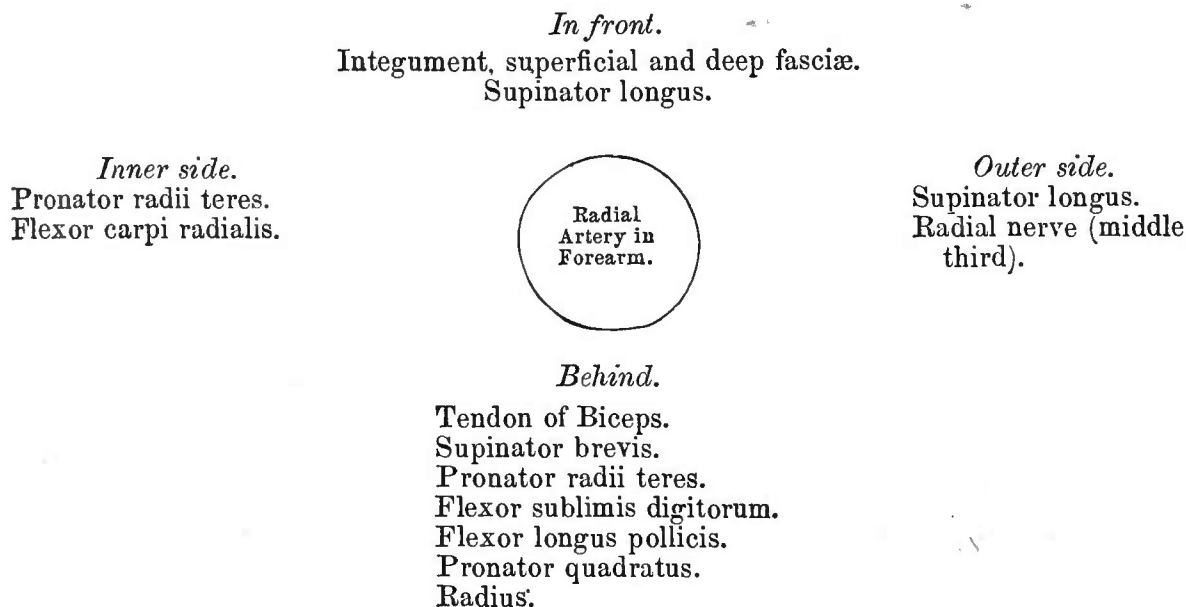 In front.
Integument, superficial and deep fasciæ.
Supinator longus.
Inner side.
Pronator radii teres.
Flexor carpi radialis.
Radial
Artery in
Forearm.
Outer side.
Supinator longus.
Radial nerve (middle
third).
Behind.
Tendon of Biceps.
Supinator brevis.
Pronator radii teres.
Flexor sublimis digitorum.
Flexor longus pollicis.
Pronator quadratus.
Radius.